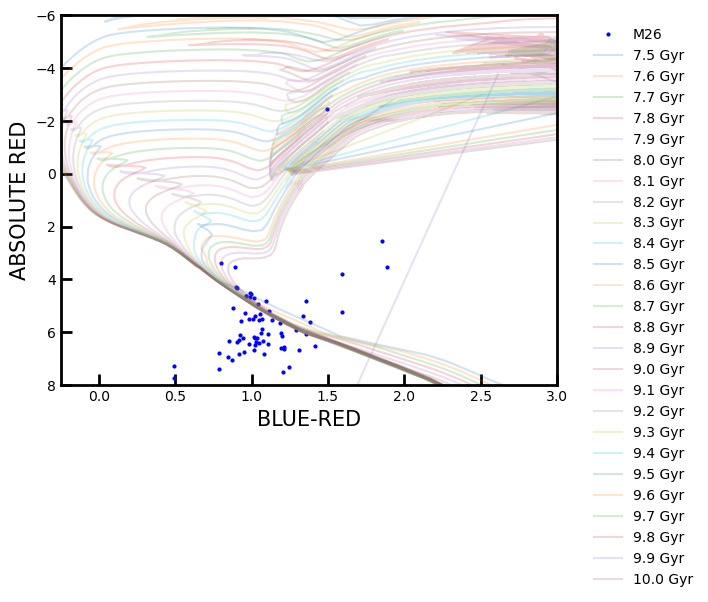 −6
−4
−2
0
2
4
6
8
ABSOLUTE RED
0.0 0.5 1.0 1.5 2.0 2.5 3.0
BLUE-RED
M26
7.5 Gyr
7.6 Gyr
7.7 Gyr
7.8 Gyr
7.9 Gyr
8.0 Gyr
8.1 Gyr
8.2 Gyr
8.3 Gyr
8.4 Gyr
8.5 Gyr
8.6 Gyr
8.7 Gyr
8.8 Gyr
8.9 Gyr
9.0 Gyr
9.1 Gyr
9.2 Gyr
9.3 Gyr
9.4 Gyr
9.5 Gyr
9.6 Gyr
9.7 Gyr
9.8 Gyr
9.9 Gyr
10.0 Gyr